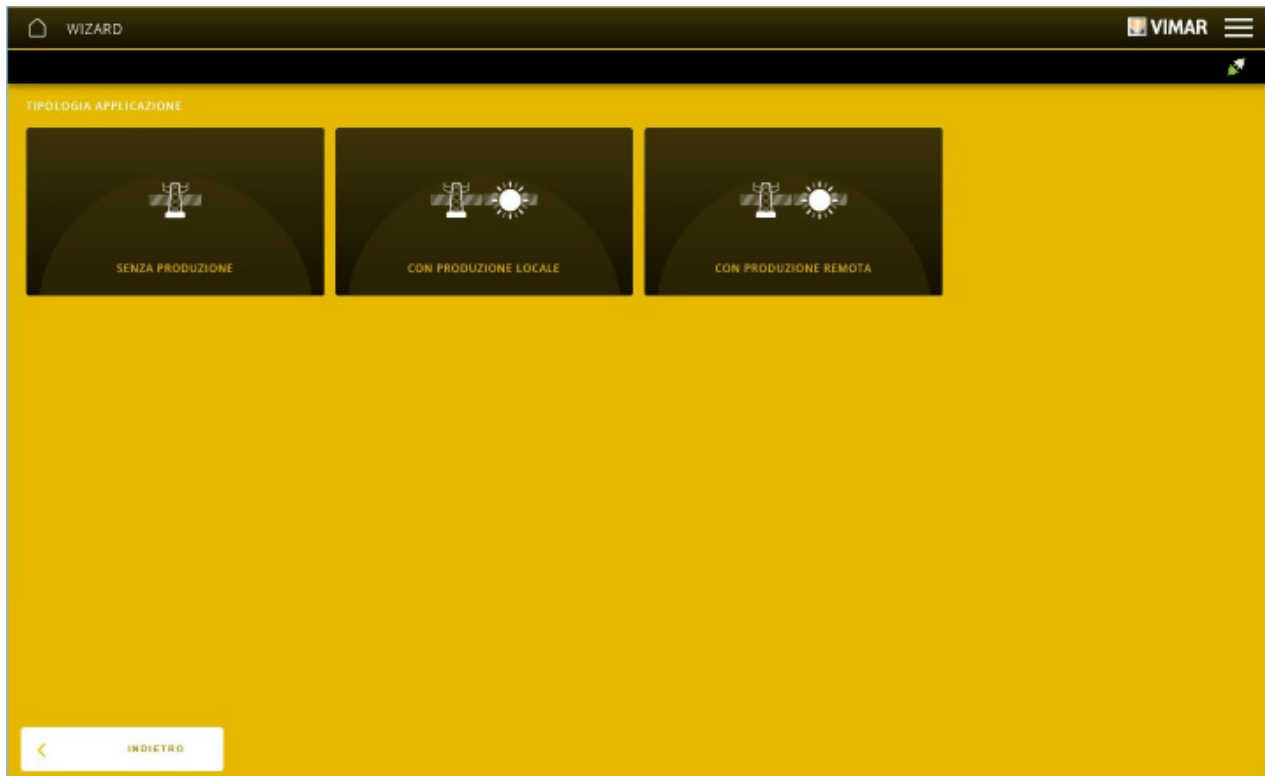 WIZARD
VIMAR
TIPOLOGIA APPLICAZIONE
SENZA PRODUZIONE
CON PRODUZIONE LOCALE
CON PRODUZIONE REMOTA
INDIETRO